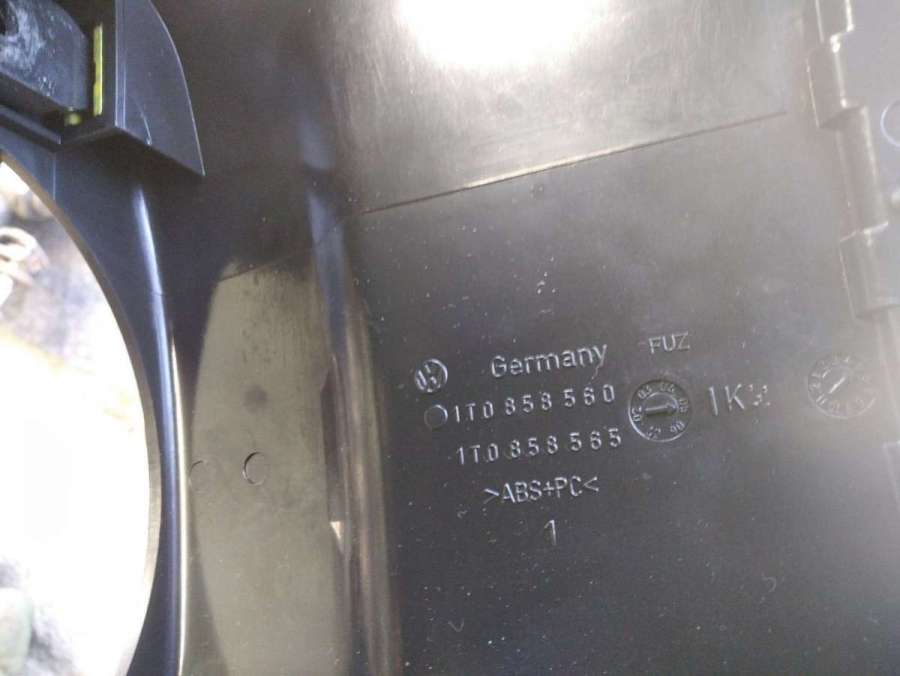 Germany FUZ
1T0 858 560
1T0 858 565 1K
>ABS+PC<
1